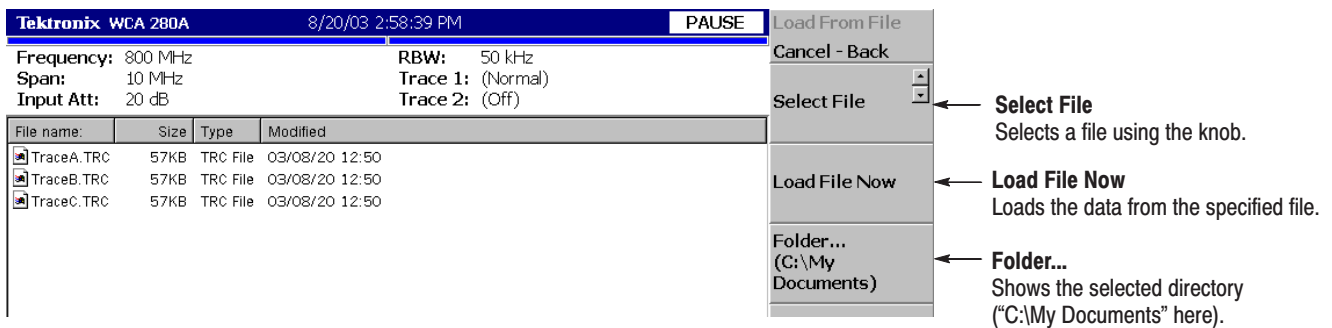 Tektronix WCA 280A 8/20/03 2:58:39 PM PAUSE
Frequency: 800 MHz RBW: 50 kHz
Span: 10 MHz Trace 1: (Normal)
Input Att: 20 dB Trace 2: (Off)
File name: Size Type Modified
TraceA.TRC 57KB TRC File 03/08/20 12:50
TraceB.TRC 57KB TRC File 03/08/20 12:50
TraceC.TRC 57KB TRC File 03/08/20 12:50
Load From File
Cancel - Back
Select File
Load File Now
Folder...
(C:\My
Documents)
Select File
Selects a file using the knob.
Load File Now
Loads the data from the specified file.
Folder...
Shows the selected directory
(“C:\My Documents” here).